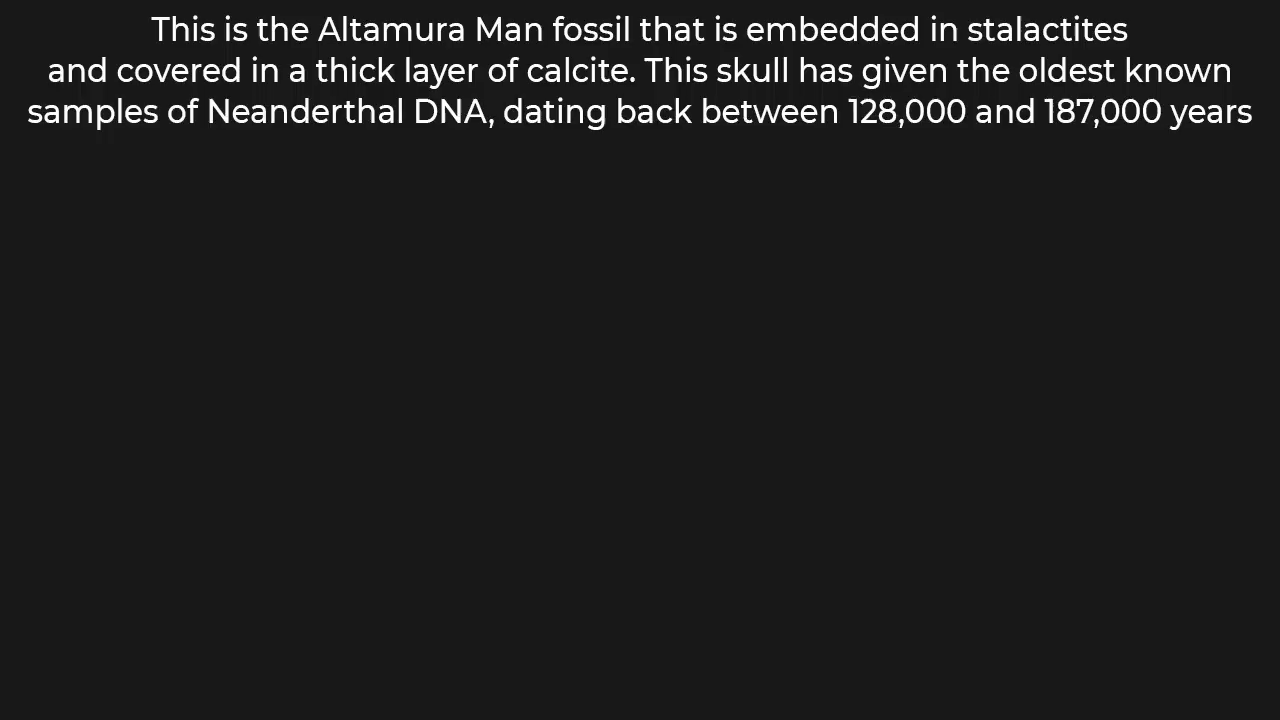 This is the Altamura Man fossil that is embedded in stalactites
and covered in a thick layer of calcite. This skull has given the oldest known
samples of Neanderthal DNA, dating back between 128,000 and 187,000 years